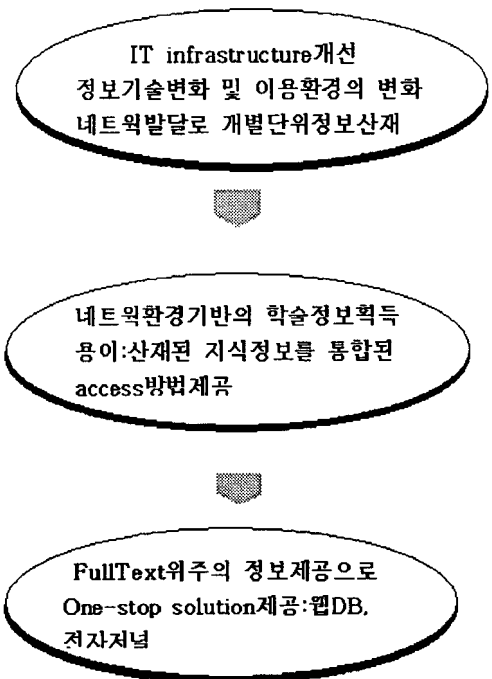 IT infrastructure개선
정보기술변화 및 이용환경의 변화
네트웍발달로 개별단위정보산재
네트웍환경기반의 학술정보획득
용이:산재된 지식정보를 통합된
access방법제공
FullText위주의 정보제공으로
One-stop solution제공:웹DB,
전자저널